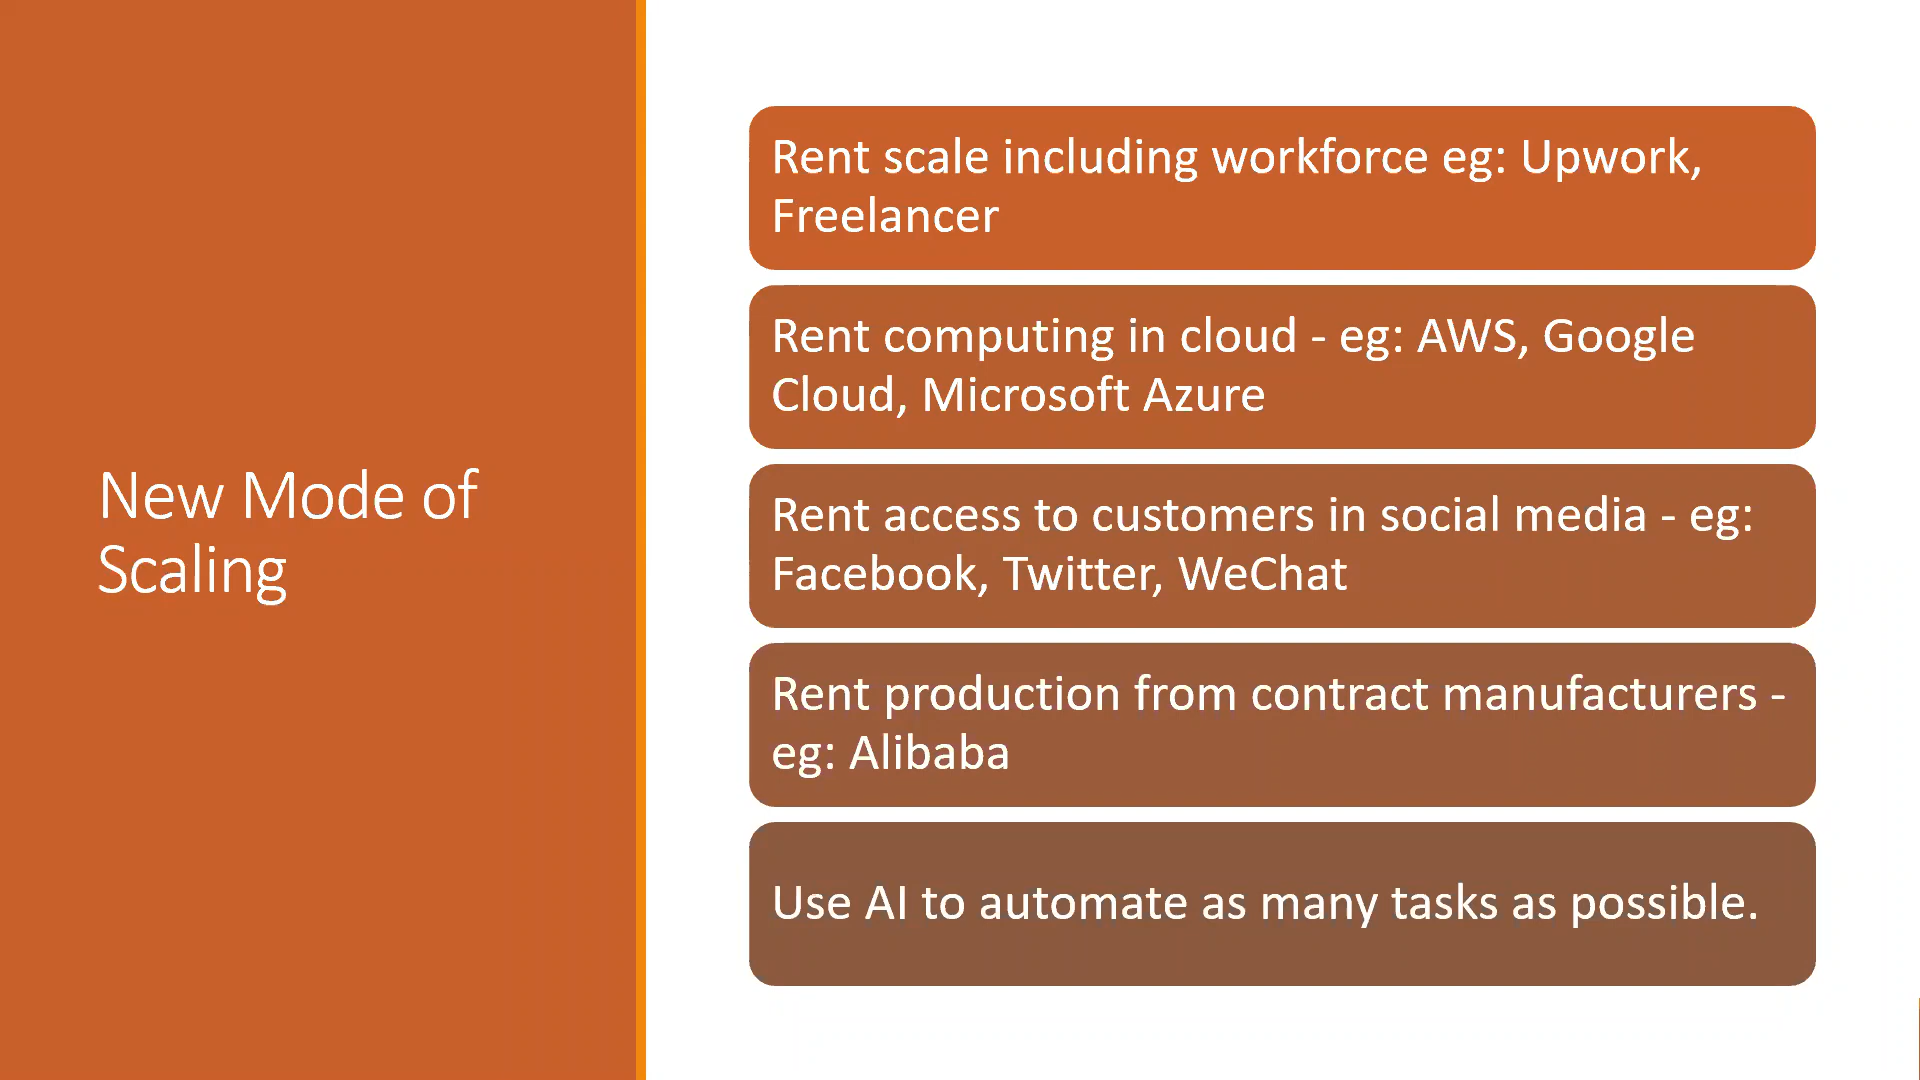 New Mode of
Scaling
Rent scale including workforce eg: Upwork,
Freelancer
Rent computing in cloud - eg: AWS, Google
Cloud, Microsoft Azure
Rent access to customers in social media - eg:
Facebook, Twitter, WeChat
Rent production from contract manufacturers -
eg: Alibaba
Use AI to automate as many tasks as possible.